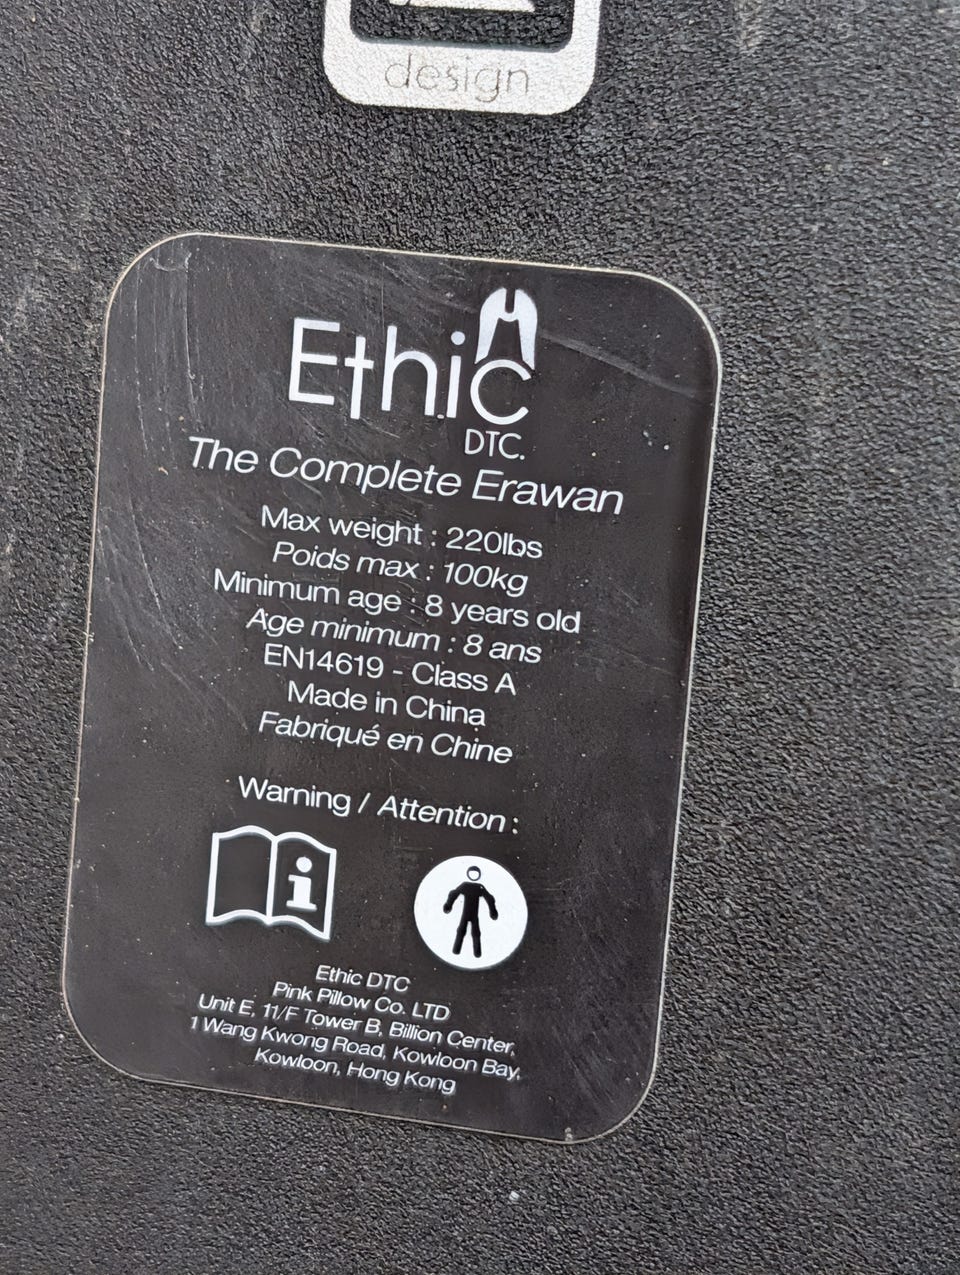 design
Ethic
DTC.
The Complete Erawan
Max weight : 220lbs
Poids max : 100kg
Minimum age : 8 years old
Age minimum : 8 ans
EN14619 - Class A
Made in China
Fabriqué en Chine
Warning / Attention :
Ethic DTC
Pink Pillow Co. LTD
Unit E, 11/F Tower B, Billion Center,
1 Wang Kwong Road, Kowloon Bay,
Kowloon, Hong Kong